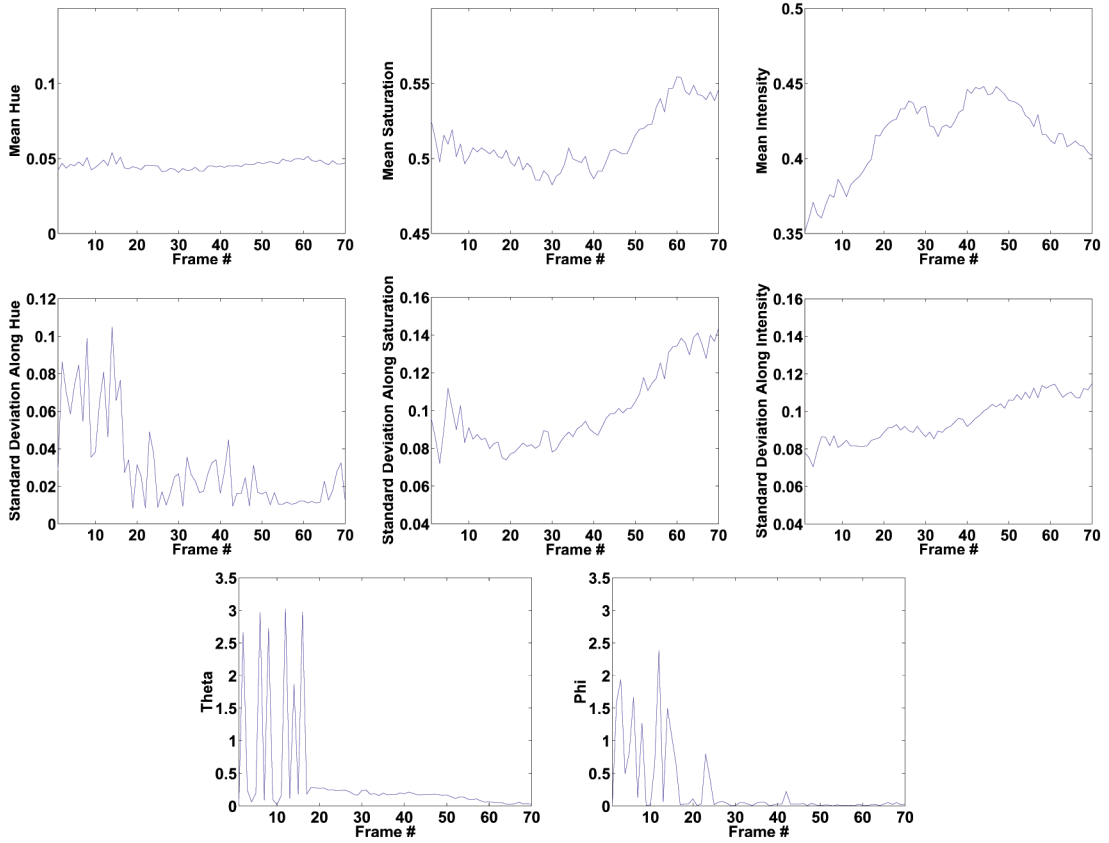 Mean Hue
0.1
0.05
0
10 20 30 40 50 60 70
Frame #
Mean Saturation
0.55
0.5
0.45
10 20 30 40 50 60 70
Frame #
Mean Intensity
0.5
0.45
0.4
0.35
10 20 30 40 50 60 70
Frame #
Standard Deviation Along Hue
0.12
0.1
0.08
0.06
0.04
0.02
0
10 20 30 40 50 60 70
Frame #
Standard Deviation Along Saturation
0.16
0.14
0.12
0.1
0.08
0.06
0.04
10 20 30 40 50 60 70
Frame #
Standard Deviation Along Intensity
0.16
0.14
0.12
0.1
0.08
0.06
0.04
10 20 30 40 50 60 70
Frame #
Theta
3.5
3
2.5
2
1.5
1
0.5
0
10 20 30 40 50 60 70
Frame #
Phi
3.5
3
2.5
2
1.5
1
0.5
0
10 20 30 40 50 60 70
Frame #